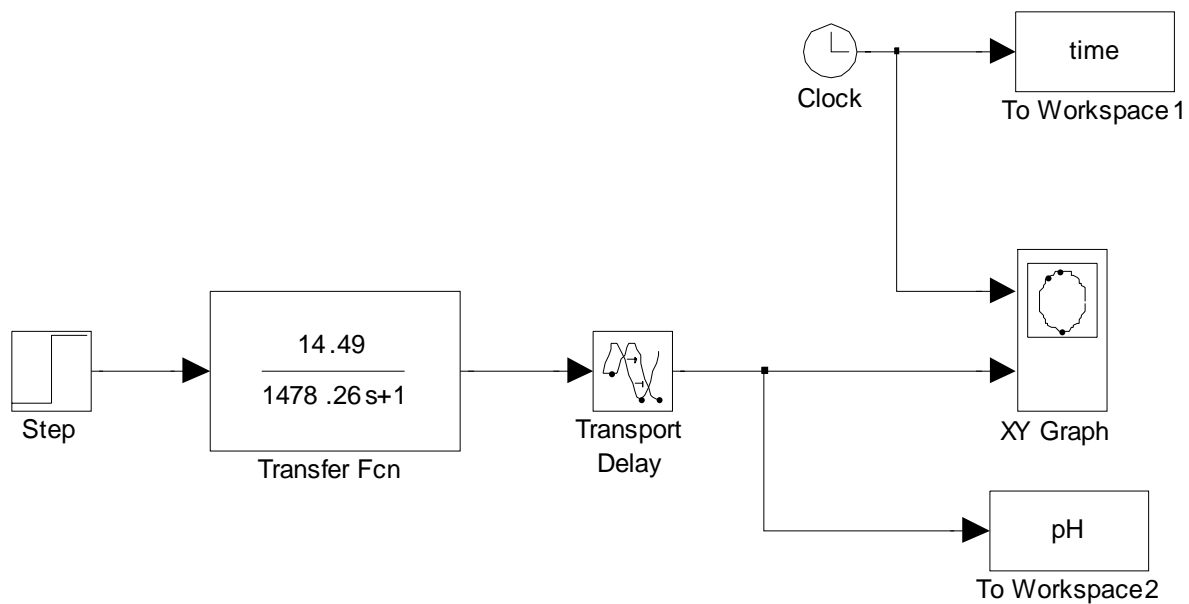 time
Clock
To Workspace1
14.49
1478.26s+1
Step
Transfer Fcn
Transport
Delay
XY Graph
pH
To Workspace2